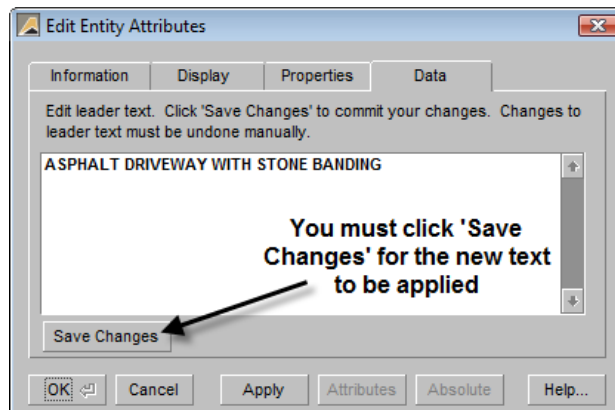 Edit Entity Attributes
Information Display Properties Data
Edit leader text. Click 'Save Changes' to commit your changes. Changes to
leader text must be undone manually.
ASPHALT DRIVEWAY WITH STONE BANDING
You must click 'Save
Changes' for the new text
to be applied
Save Changes
OK Cancel Apply Attributes Absolute Help...